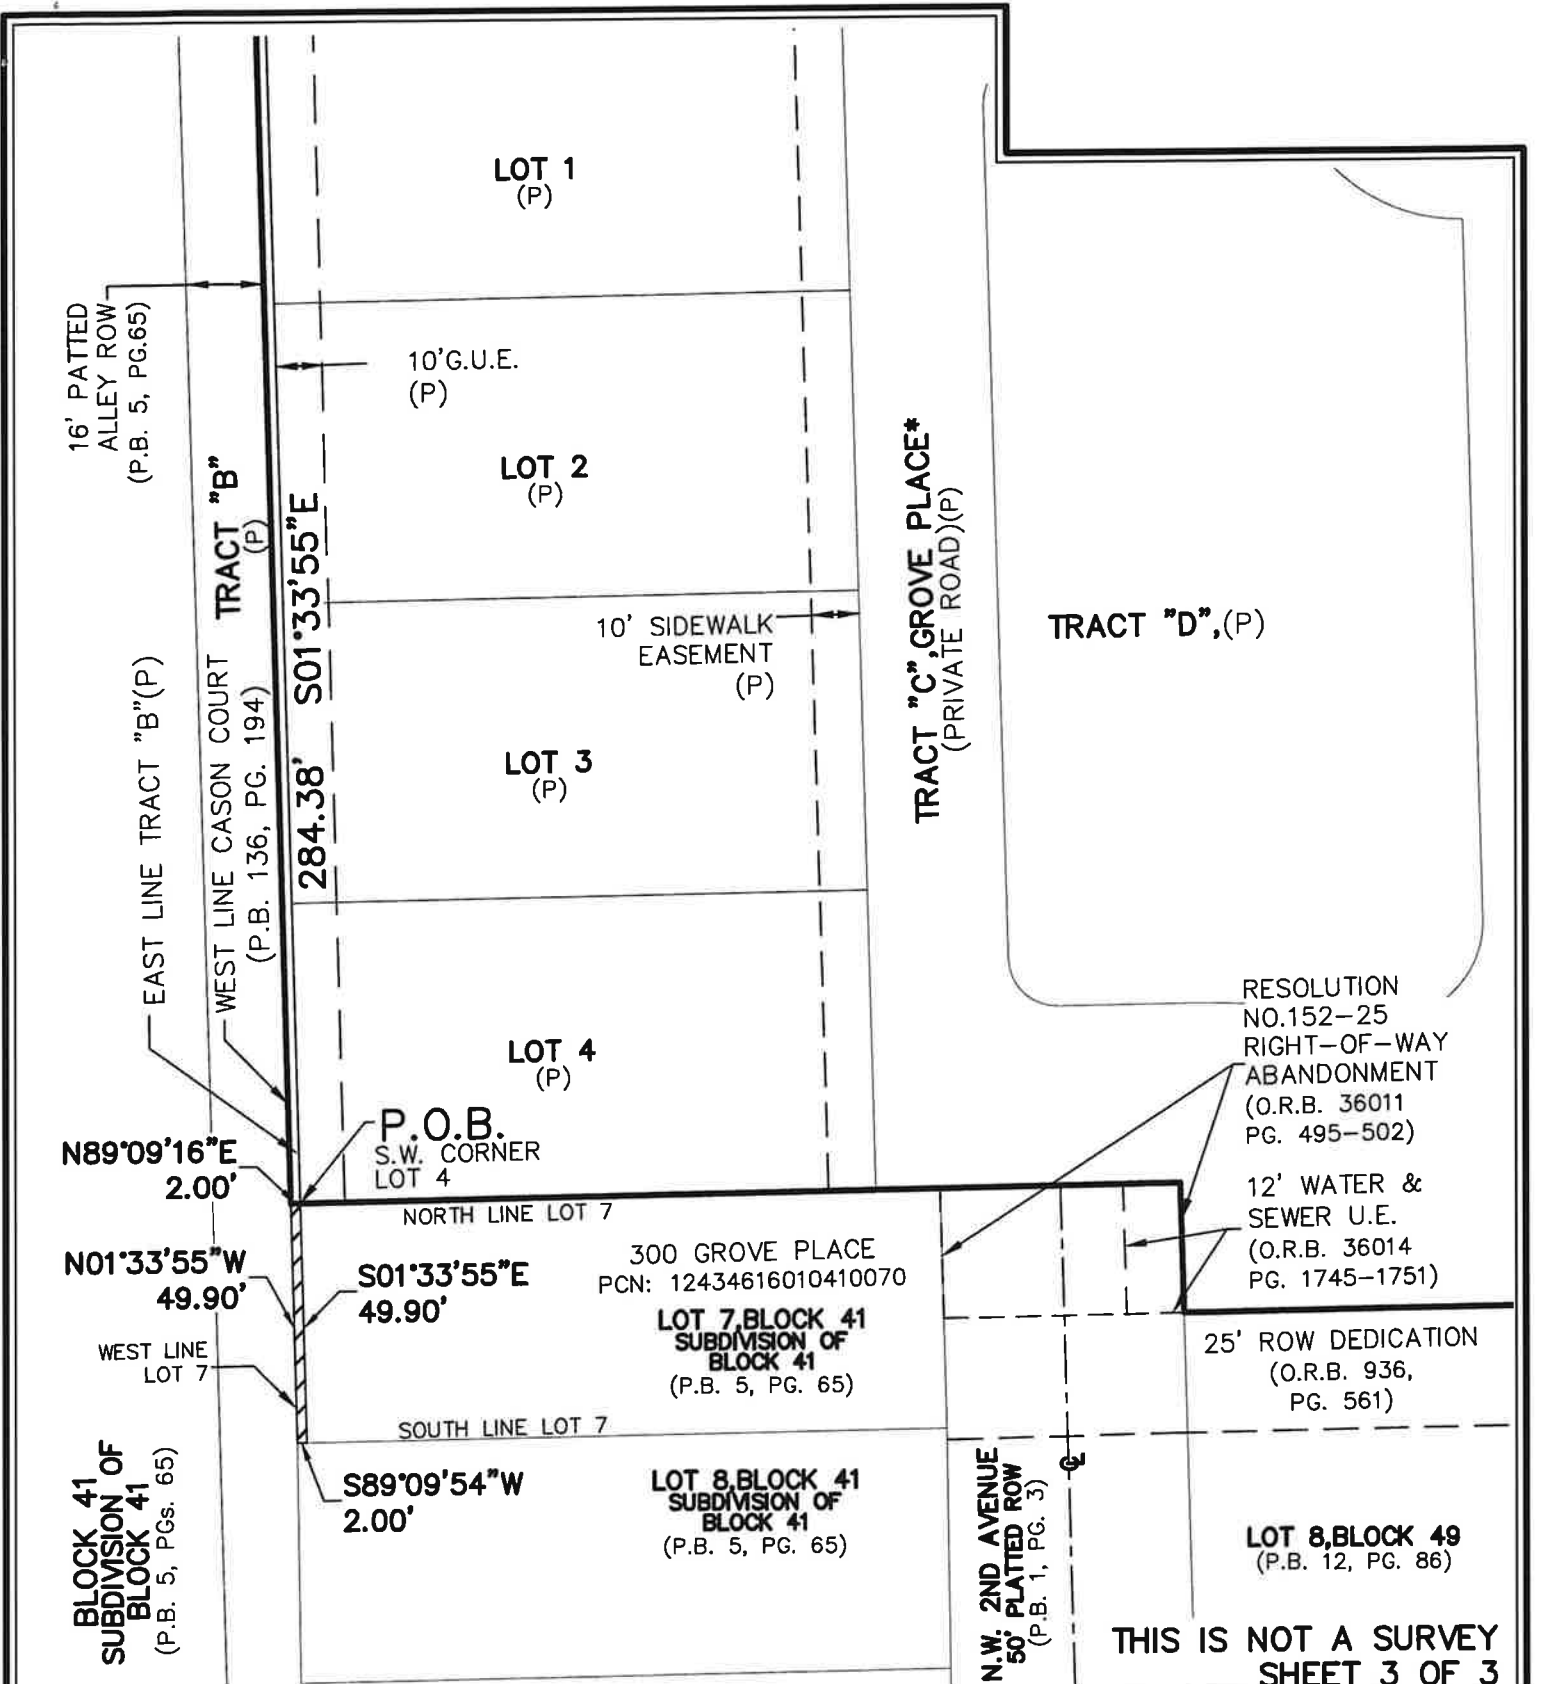 LOT 1
(P)
16' PATTED
ALLEY ROW
(P.B. 5, PG.65)
10'G.U.E.
(P)
LOT 2
(P)
TRACT "B"
(P)
284.38' S01°33'55"E
10' SIDEWALK
EASEMENT
(P)
TRACT "C",GROVE PLACE*
(PRIVATE ROAD)(P)
TRACT "D",(P)
EAST LINE TRACT "B"(P)
WEST LINE CASON COURT
(P.B. 136, PG. 194)
LOT 3
(P)
LOT 4
(P)
RESOLUTION
NO.152-25
RIGHT-OF-WAY
ABANDONMENT
(O.R.B. 36011
PG. 495-502)
P.O.B.
S.W. CORNER
LOT 4
N89°09'16"E
2.00'
12' WATER &
SEWER U.E.
(O.R.B. 36014
PG. 1745-1751)
NORTH LINE LOT 7
300 GROVE PLACE
PCN: 12434616010410070
N01°33'55"W
49.90'
S01°33'55"E
49.90'
LOT 7,BLOCK 41
SUBDIVISION OF
BLOCK 41
(P.B. 5, PG. 65)
WEST LINE
LOT 7
25' ROW DEDICATION
(O.R.B. 936,
PG. 561)
SOUTH LINE LOT 7
S89°09'54"W
2.00'
LOT 8,BLOCK 41
SUBDIVISION OF
BLOCK 41
(P.B. 5, PG. 65)
BLOCK 41
SUBDIVISION OF
BLOCK 41
(P.B. 5, PGs. 65)
N.W. 2ND AVENUE
50' PLATTED ROW
(P.B. 1, PG. 3)
LOT 8,BLOCK 49
(P.B. 12, PG. 86)
THIS IS NOT A SURVEY
SHEET 3 OF 3